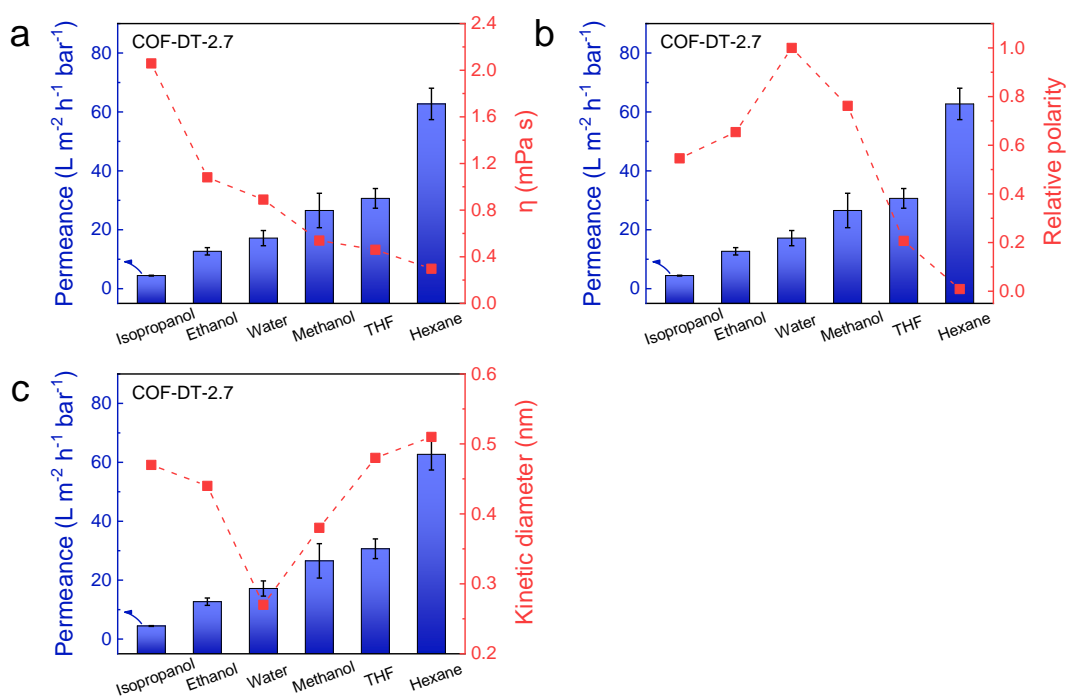 a
COF-DT-2.7
Permeance (L m⁻² h⁻¹ bar⁻¹)
80
60
40
20
0
2.4
2.0
1.6
1.2
0.8
0.4
0.0
η (mPa s)
Isopropanol
Ethanol
Water
Methanol
THF
Hexane
b
COF-DT-2.7
Permeance (L m⁻² h⁻¹ bar⁻¹)
80
60
40
20
0
1.0
0.8
0.6
0.4
0.2
0.0
Relative polarity
Isopropanol
Ethanol
Water
Methanol
THF
Hexane
c
COF-DT-2.7
Permeance (L m⁻² h⁻¹ bar⁻¹)
80
60
40
20
0
0.6
0.5
0.4
0.3
0.2
Kinetic diameter (nm)
Isopropanol
Ethanol
Water
Methanol
THF
Hexane